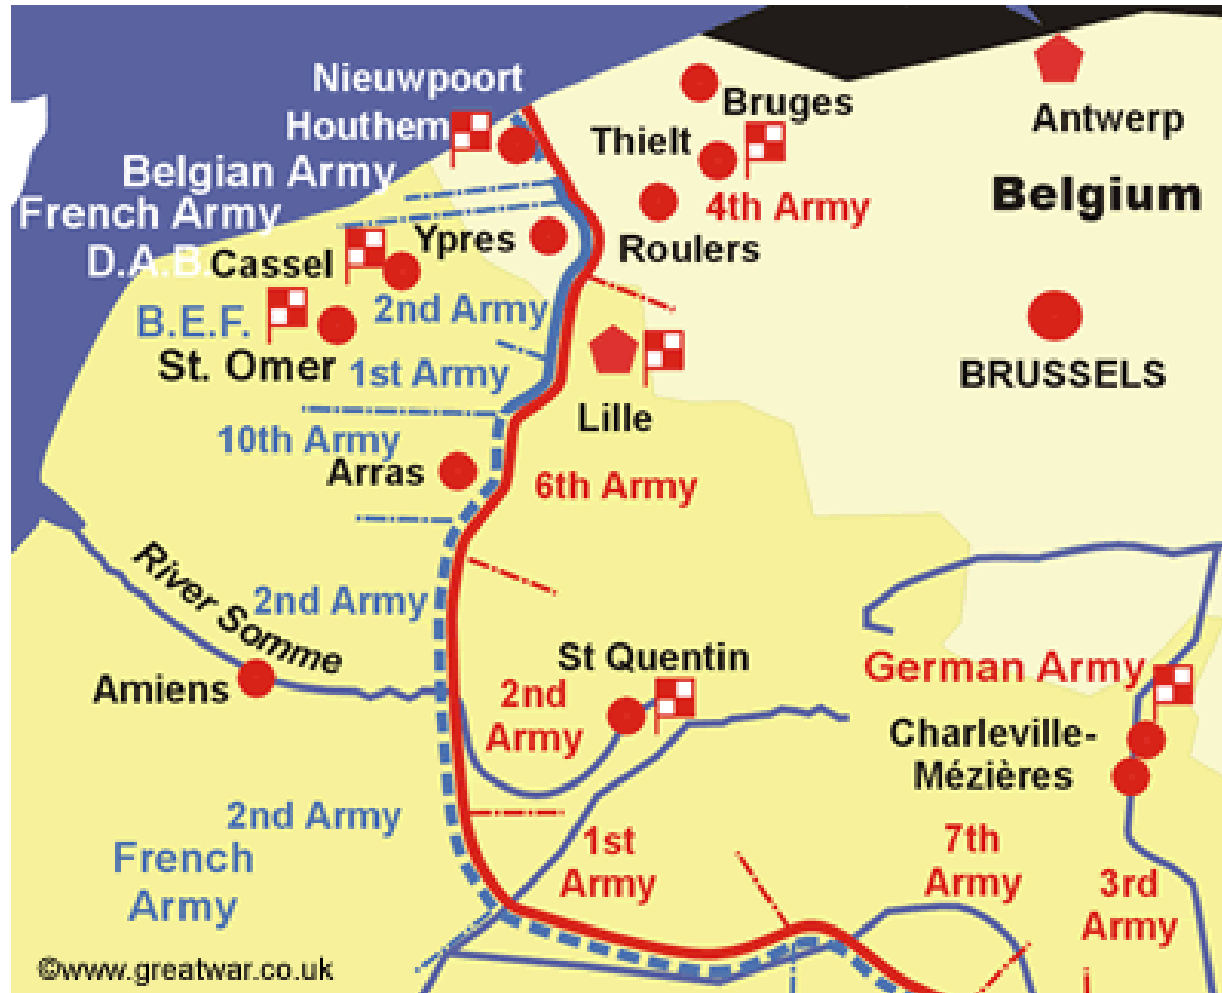 Nieuwpoort
Bruges
Antwerp
Houthem
Thielt
Belgian Army
Belgium
French Army
4th Army
Ypres
Roulers
D.A.B.
Cassel
B.E.F.
2nd Army
St. Omer
1st Army
BRUSSELS
Lille
10th Army
Arras
6th Army
River Somme
2nd Army
St Quentin
German Army
Amiens
2nd
Army
Charleville-
Mézières
2nd Army
1st
Army
7th
Army
French
Army
3rd
Army
©www.greatwar.co.uk